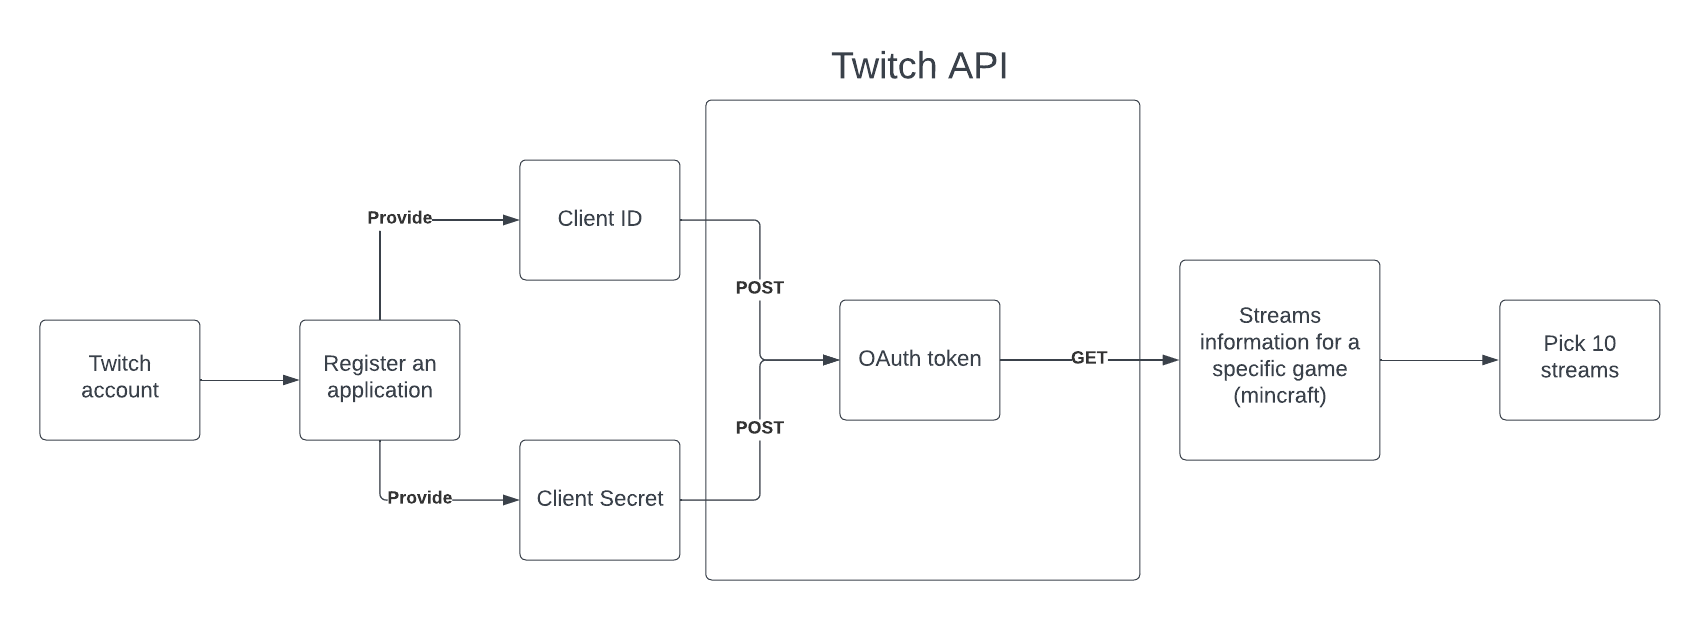 Twitch API
Twitch
account
Register an
application
Provide
Client ID
Provide
Client Secret
POST
POST
OAuth token
GET
Streams
information for a
specific game
(mincraft)
Pick 10
streams